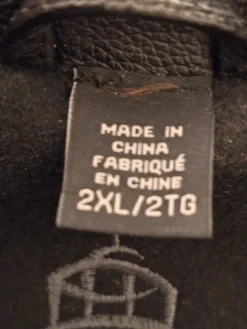 MADE IN
CHINA
FABRIQUÉ
EN CHINE
2XL/2TG